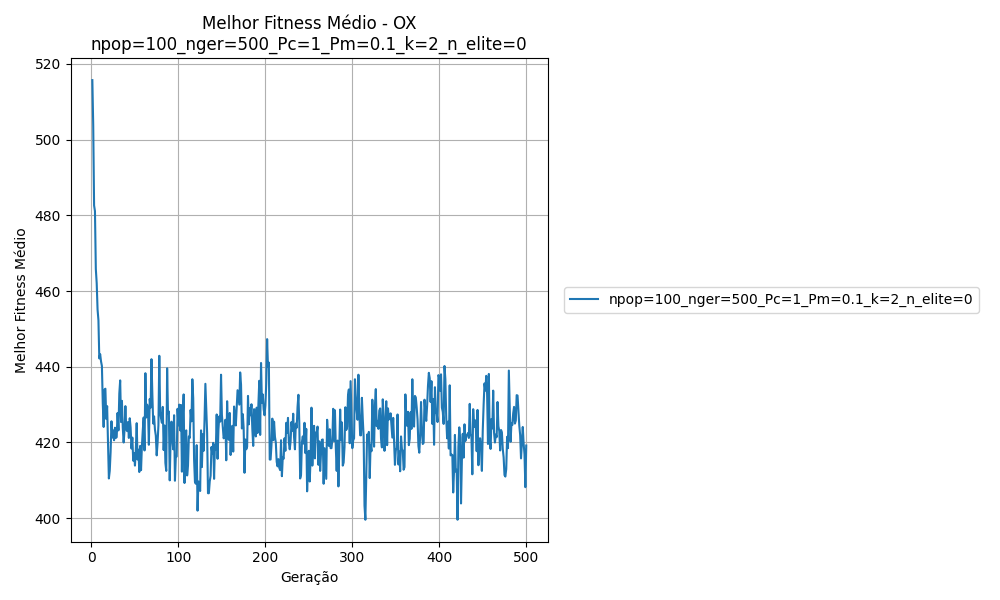 Melhor Fitness Médio - OX
npop=100_nger=500_Pc=1_Pm=0.1_k=2_n_elite=0
520
500
480
460
440
420
400
Melhor Fitness Médio
0 100 200 300 400 500
Geração
npop=100_nger=500_Pc=1_Pm=0.1_k=2_n_elite=0